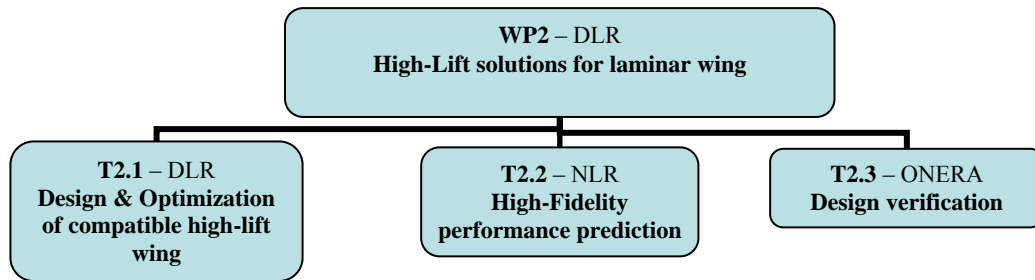 WP2 – DLR
High-Lift solutions for laminar wing
T2.1 – DLR
Design & Optimization
of compatible high-lift
wing
T2.2 – NLR
High-Fidelity
performance prediction
T2.3 – ONERA
Design verification